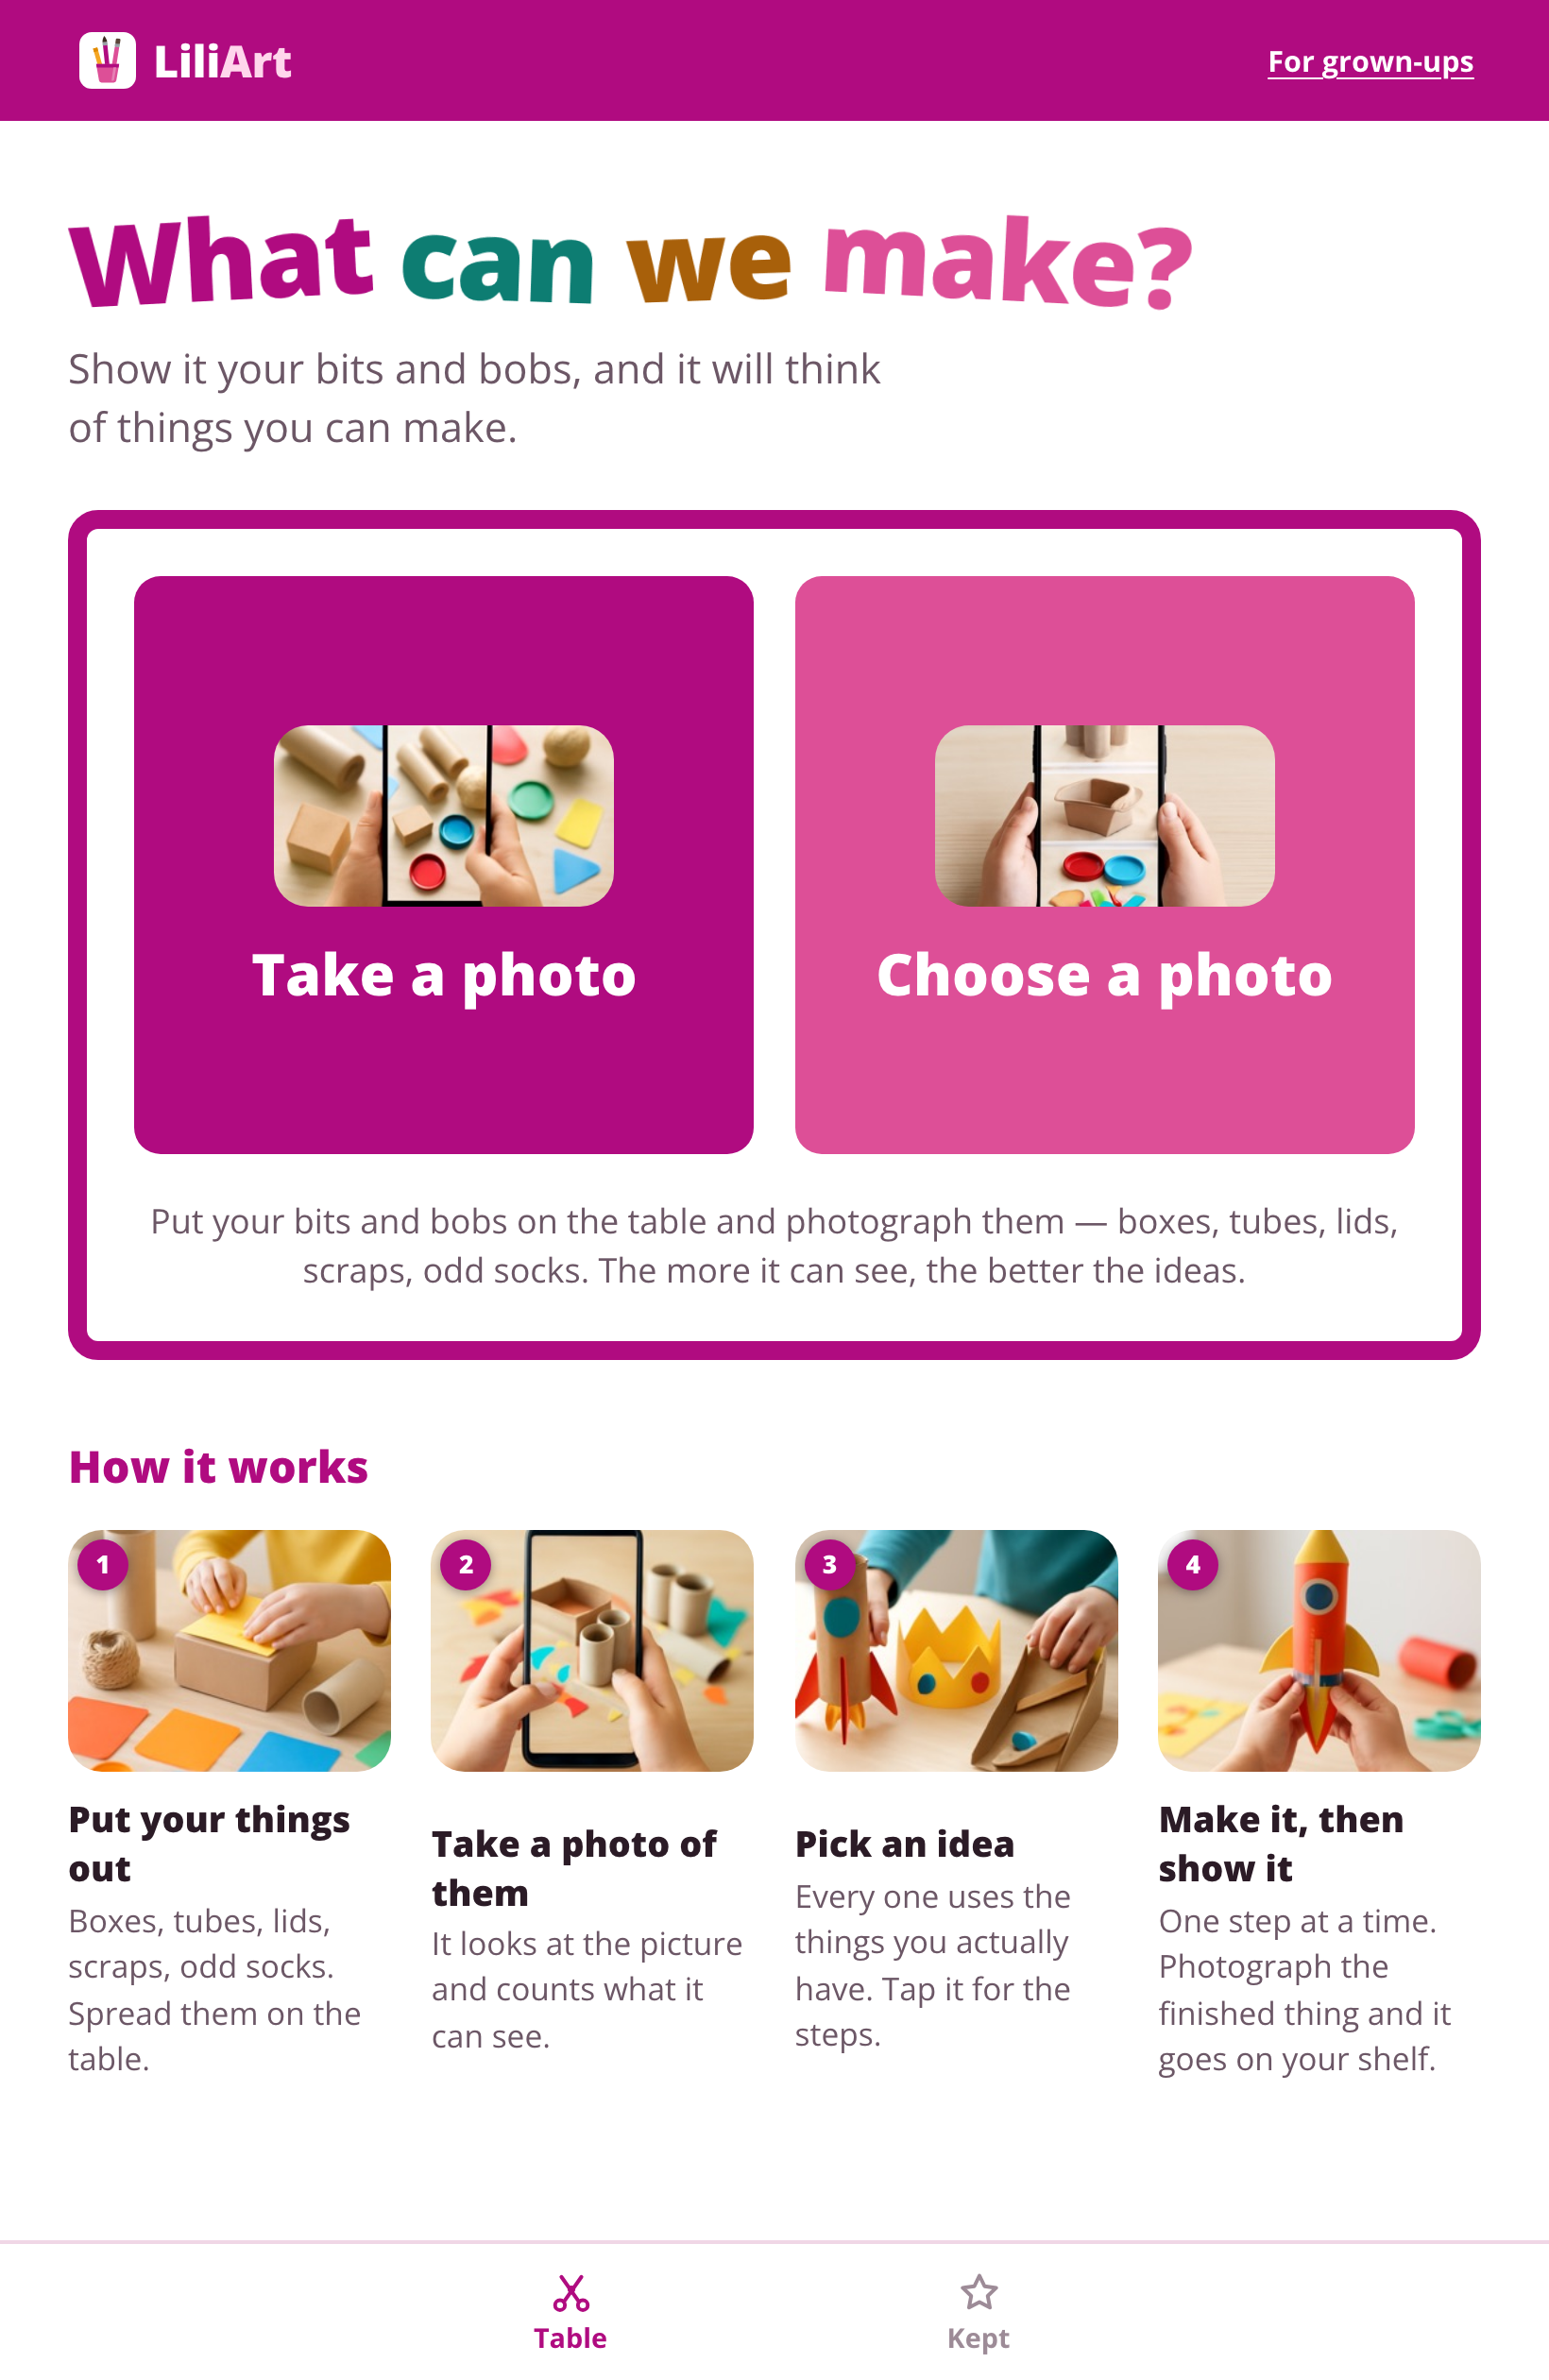 LiliArt
For grown-ups
What can we make?
Show it your bits and bobs, and it will think
of things you can make.
Take a photo
Choose a photo
Put your bits and bobs on the table and photograph them — boxes, tubes, lids,
scraps, odd socks. The more it can see, the better the ideas.
How it works
1
Put your things
out
Boxes, tubes, lids,
scraps, odd socks.
Spread them on the
table.
2
Take a photo of
them
It looks at the picture
and counts what it
can see.
3
Pick an idea
Every one uses the
things you actually
have. Tap it for the
steps.
4
Make it, then
show it
One step at a time.
Photograph the
finished thing and it
goes on your shelf.
Table
Kept